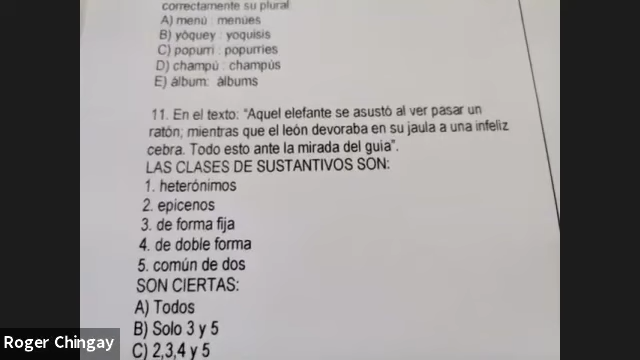 correctamente su plural
A) menú : menúes
B) yóquey : yoquisis
C) popurrí : popurries
D) champú : champús
E) álbum: álbums
11. En el texto: "Aquel elefante se asustó al ver pasar un
ratón; mientras que el león devoraba en su jaula a una infeliz
cebra. Todo esto ante la mirada del guía".
LAS CLASES DE SUSTANTIVOS SON:
1. heterónimos
2. epicenos
3. de forma fija
4. de doble forma
5. común de dos
SON CIERTAS:
A) Todos
B) Solo 3 y 5
C) 2,3,4 y 5
Roger Chingay